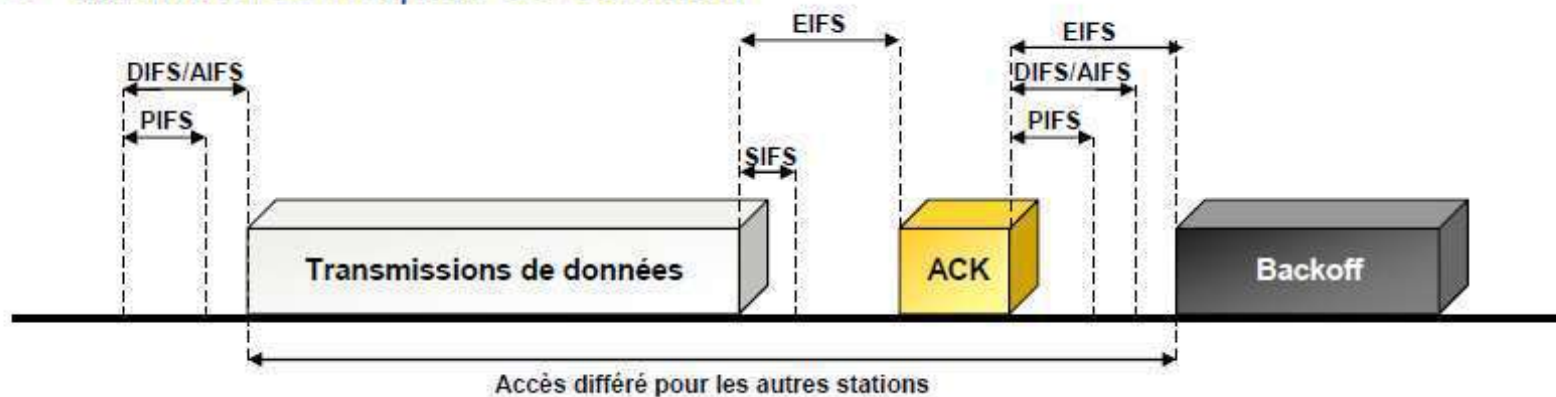 EIFS
EIFS
DIFS/AIFS
DIFS/AIFS
PIFS
PIFS
SIFS
Transmissions de données
ACK
Backoff
Accès différé pour les autres stations